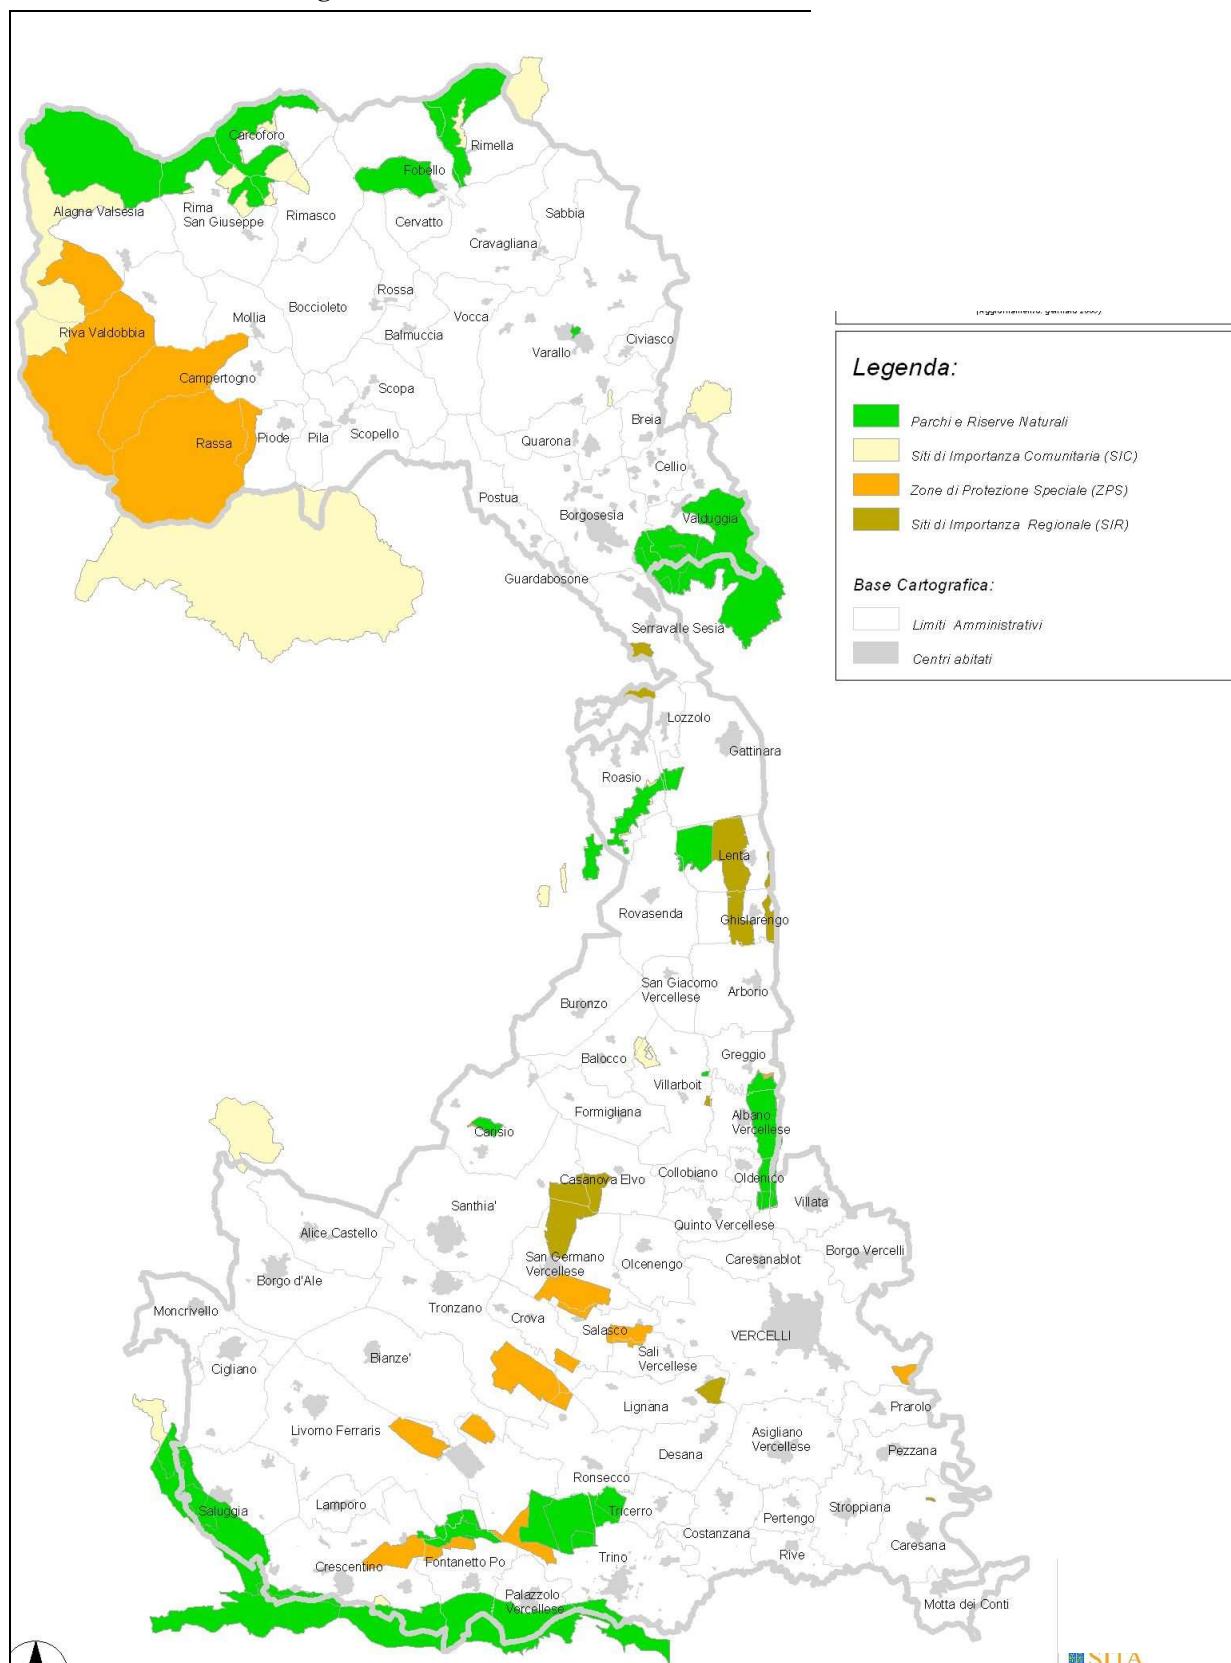 Carcoforo
Rimella
Fobello
Alagna Valsesia
Rima
San Giuseppe
Rimasco
Cervatto
Sabbia
Cravagliana
Rossa
Boccioleto
Mollia
Vocca
Riva Valdobbia
Balmuccia
Varallo
Civiasco
Campertogno
Scopa
Breia
Rassa
Piode
Pila
Scopello
Quarona
Cellio
Postua
Borgosesia
Valduggia
Guardabosone
Serravalle Sesia
Lozzolo
Gattinara
Roasio
Lenta
Rovasenda
Ghislarengo
San Giacomo
Vercellese
Arborio
Buronzo
Balocco
Greggio
Villarboit
Formigliana
Albano
Vercellese
Carisio
Casanova Elvo
Collobiano
Oldenico
Villata
Santhia'
Quinto Vercellese
Alice Castello
San Germano
Vercellese
Olcenengo
Caresanablot
Borgo Vercelli
Borgo d'Ale
Moncrivello
Tronzano
Crova
Salasco
VERCELLI
Sali
Vercellese
Bianze'
Cigliano
Lignana
Prarolo
Livorno Ferraris
Asigliano
Vercellese
Pezzana
Desana
Ronsecco
Saluggia
Lamporo
Tricerro
Stroppiana
Pertengo
Costanzana
Caresana
Rive
Crescentino
Fontanetto Po
Trino
Palazzolo
Vercellese
Motta dei Conti
Legenda:
Parchi e Riserve Naturali
Siti di Importanza Comunitaria (SIC)
Zone di Protezione Speciale (ZPS)
Siti di Importanza Regionale (SIR)
Base Cartografica:
Limiti Amministrativi
Centri abitati
SITA